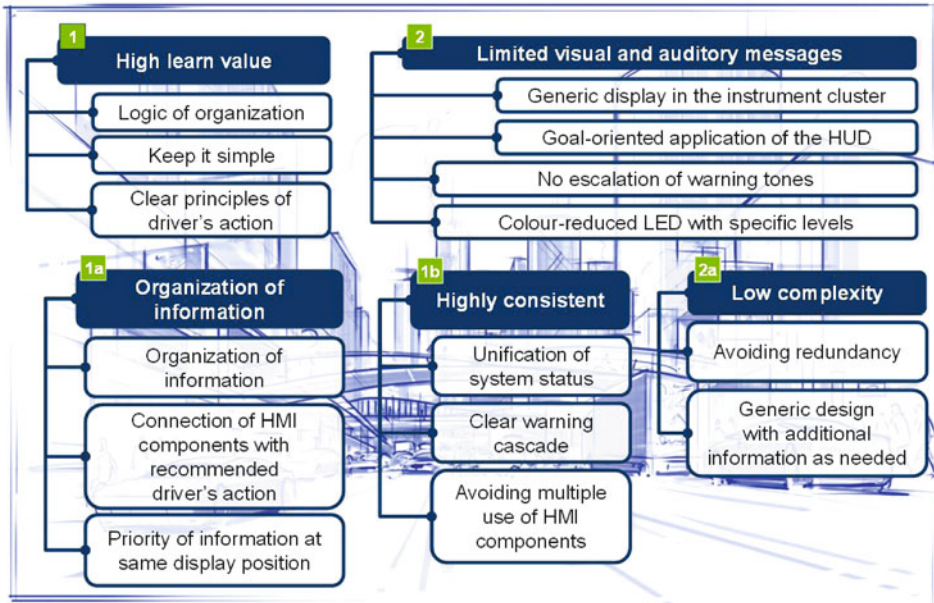 1
High learn value
Logic of organization
Keep it simple
Clear principles of
driver's action
2
Limited visual and auditory messages
Generic display in the instrument cluster
Goal-oriented application of the HUD
No escalation of warning tones
Colour-reduced LED with specific levels
1a
Organization of
information
Organization of
information
Connection of HMI
components with
recommended
driver's action
Priority of information at
same display position
1b
Highly consistent
Unification of
system status
Clear warning
cascade
Avoiding multiple
use of HMI
components
2a
Low complexity
Avoiding redundancy
Generic design
with additional
information as needed